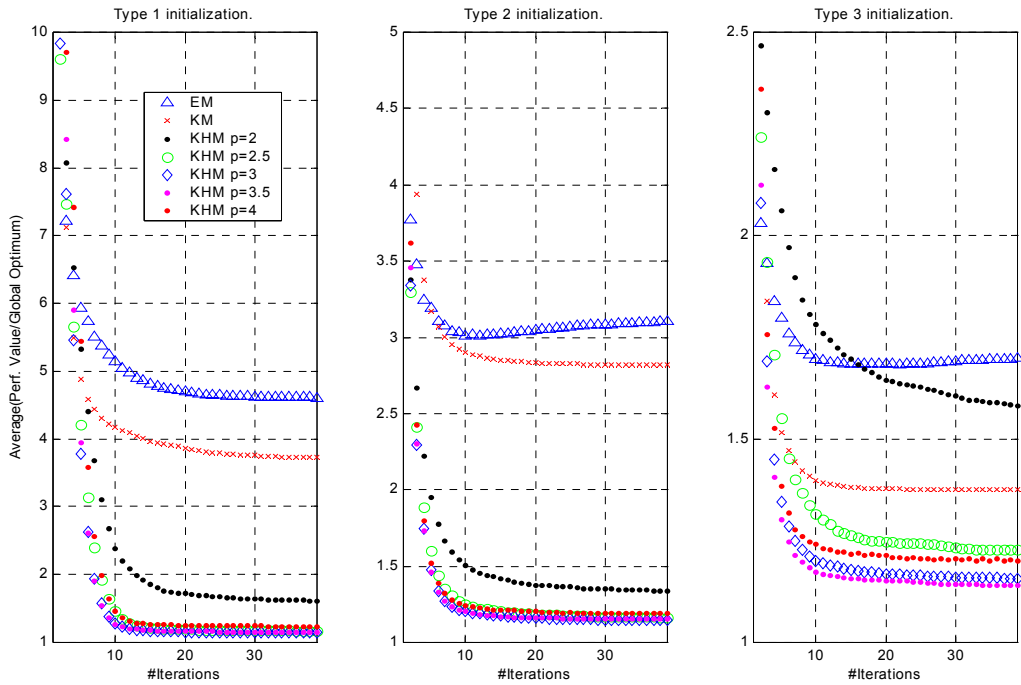 Type 1 initialization.
Type 2 initialization.
Type 3 initialization.
Average(Perf. Value/Global Optimum)
10
9
8
7
6
5
4
3
2
1
EM
KM
KHM p=2
KHM p=2.5
KHM p=3
KHM p=3.5
KHM p=4
10
20
30
#Iterations
5
4.5
4
3.5
3
2.5
2
1.5
1
10
20
30
#Iterations
2.5
2
1.5
1
10
20
30
#Iterations